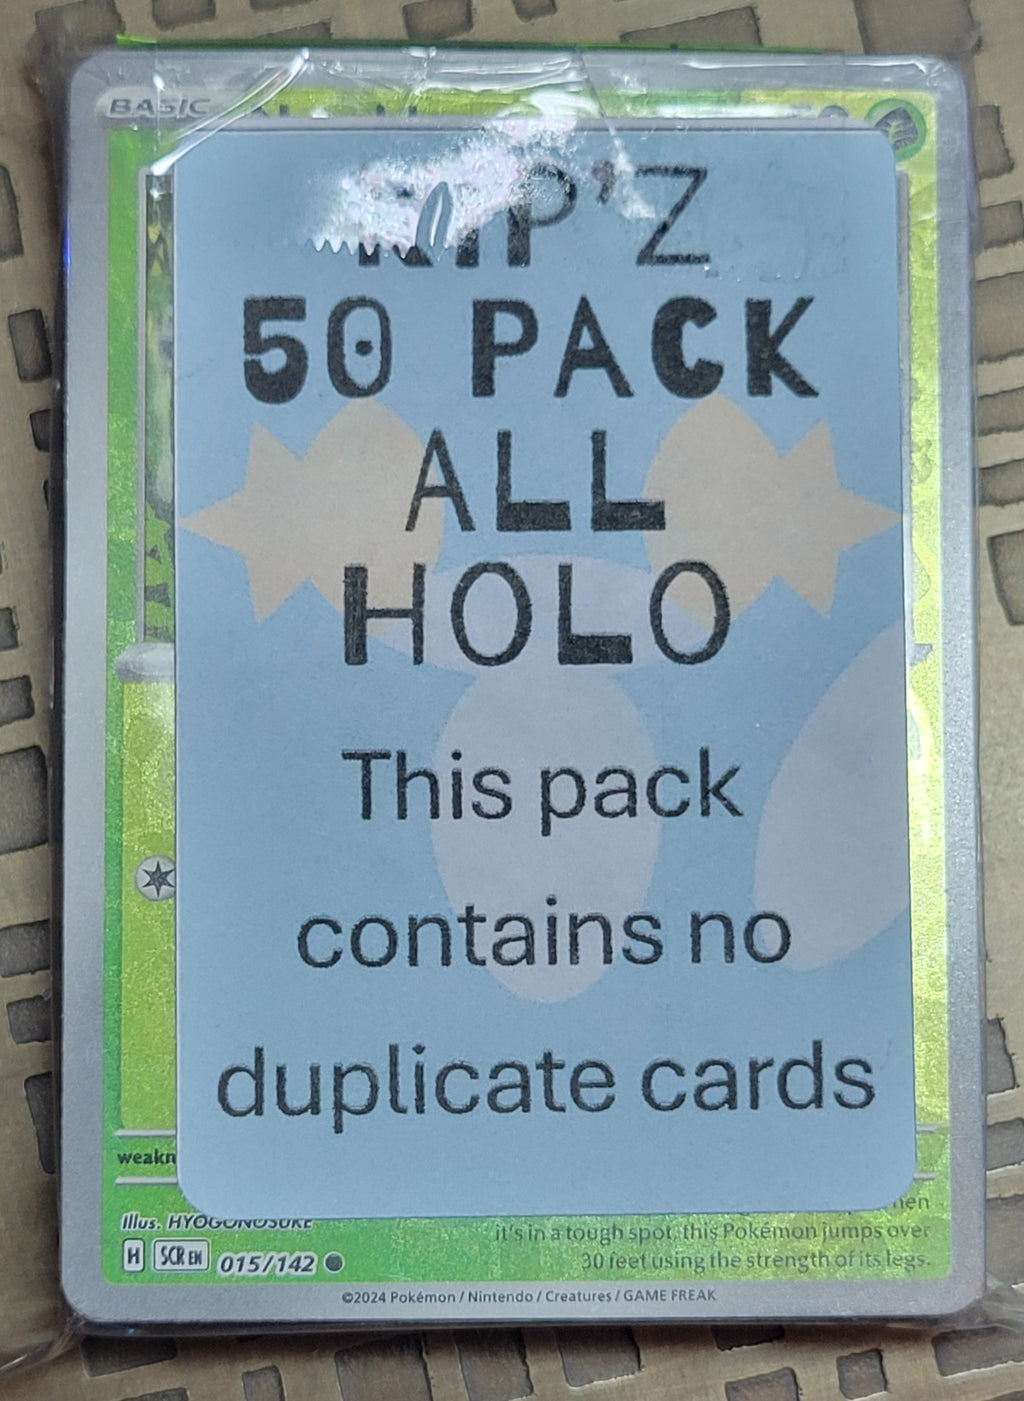 BASIC
RIP'Z
50 PACK
ALL
HOLO
This pack
contains no
duplicate cards
weakn
Illus. HYOGONOSUKE
it's in a tough spot, this Pokémon jumps over
H SCR EN 015/142
30 feet using the strength of its legs.
©2024 Pokémon / Nintendo / Creatures / GAME FREAK